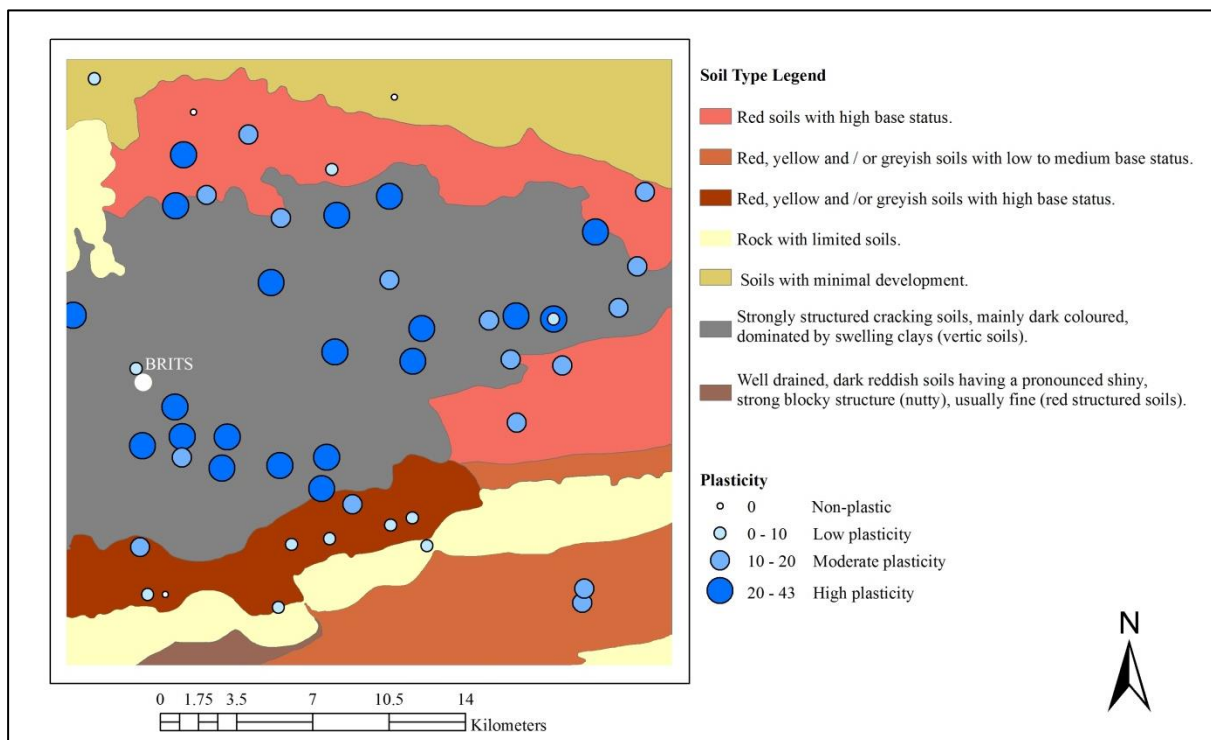 Soil Type Legend
Red soils with high base status.
Red, yellow and / or greyish soils with low to medium base status.
Red, yellow and /or greyish soils with high base status.
Rock with limited soils.
Soils with minimal development.
Strongly structured cracking soils, mainly dark coloured,
dominated by swelling clays (vertic soils).
Well drained, dark reddish soils having a pronounced shiny,
strong blocky structure (nutty), usually fine (red structured soils).
BRITS
Plasticity
0 Non-plastic
0 - 10 Low plasticity
10 - 20 Moderate plasticity
20 - 43 High plasticity
N
0 1.75 3.5 7 10.5 14
Kilometers